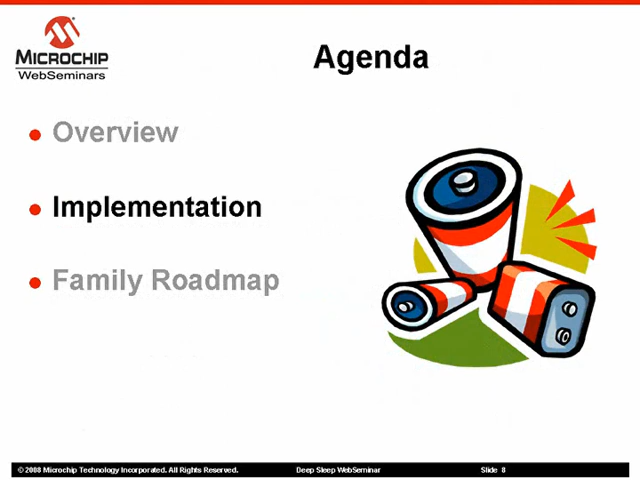 MICROCHIP
WebSeminars
Agenda
Overview
Implementation
Family Roadmap
© 2008 Microchip Technology Incorporated. All Rights Reserved. Deep Sleep WebSeminar Slide 8